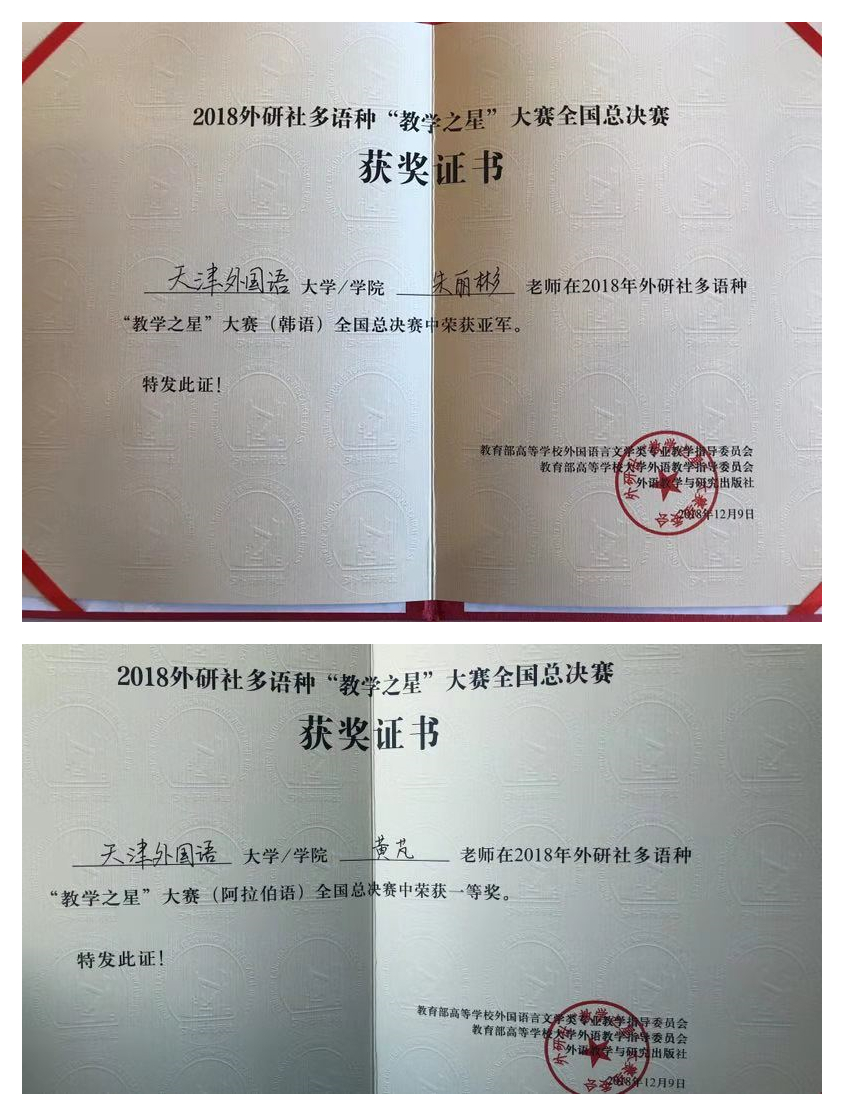 2018外研社多语种“教学之星”大赛全国总决赛
获奖证书
天津外国语 大学/学院 朱丽彬 老师在2018年外研社多语种
“教学之星”大赛（韩语）全国总决赛中荣获亚军。
特发此证！
教育部高等学校外国语言文学类专业教学指导委员会
教育部高等学校大学外语教学指导委员会
外语教学与研究出版社
2018年12月9日
2018外研社多语种“教学之星”大赛全国总决赛
获奖证书
天津外国语 大学/学院 黄芃 老师在2018年外研社多语种
“教学之星”大赛（阿拉伯语）全国总决赛中荣获一等奖。
特发此证！
教育部高等学校外国语言文学类专业教学指导委员会
教育部高等学校大学外语教学指导委员会
外语教学与研究出版社
2018年12月9日